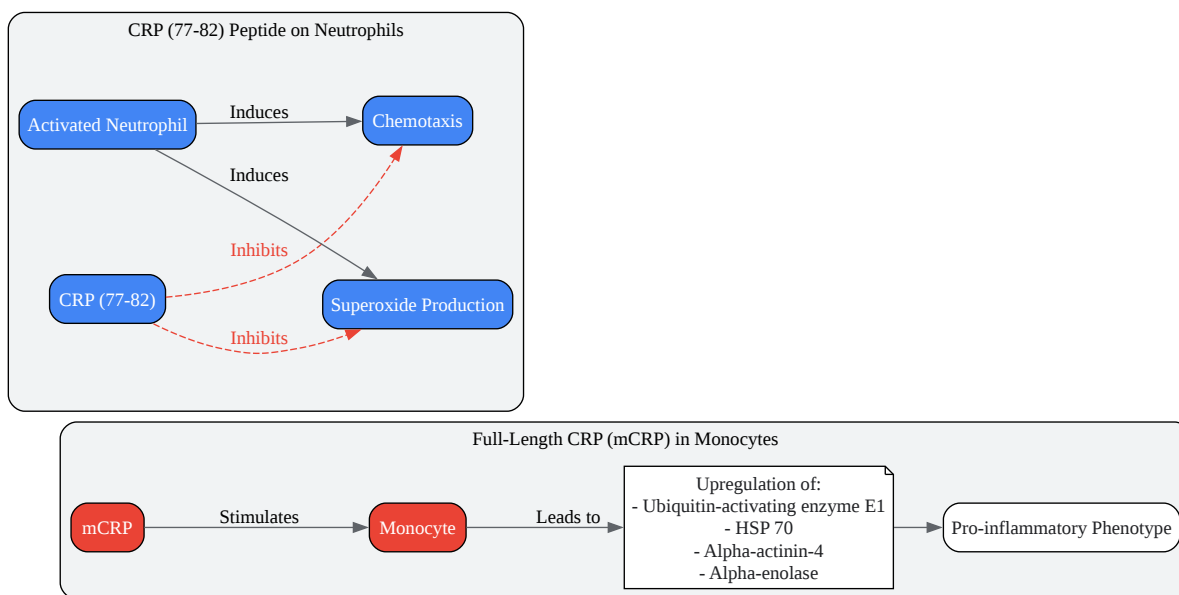 CRP (77-82) Peptide on Neutrophils
Activated Neutrophil
Induces
Chemotaxis
Induces
Inhibits
CRP (77-82)
Superoxide Production
Inhibits
Full-Length CRP (mCRP) in Monocytes
mCRP
Stimulates
Monocyte
Leads to
Upregulation of:
- Ubiquitin-activating enzyme E1
- HSP 70
- Alpha-actinin-4
- Alpha-enolase
Pro-inflammatory Phenotype